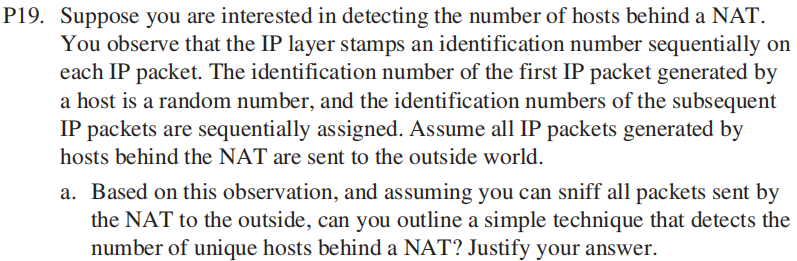 P19. Suppose you are interested in detecting the number of hosts behind a NAT.
You observe that the IP layer stamps an identification number sequentially on
each IP packet. The identification number of the first IP packet generated by
a host is a random number, and the identification numbers of the subsequent
IP packets are sequentially assigned. Assume all IP packets generated by
hosts behind the NAT are sent to the outside world.
a. Based on this observation, and assuming you can sniff all packets sent by
the NAT to the outside, can you outline a simple technique that detects the
number of unique hosts behind a NAT? Justify your answer.